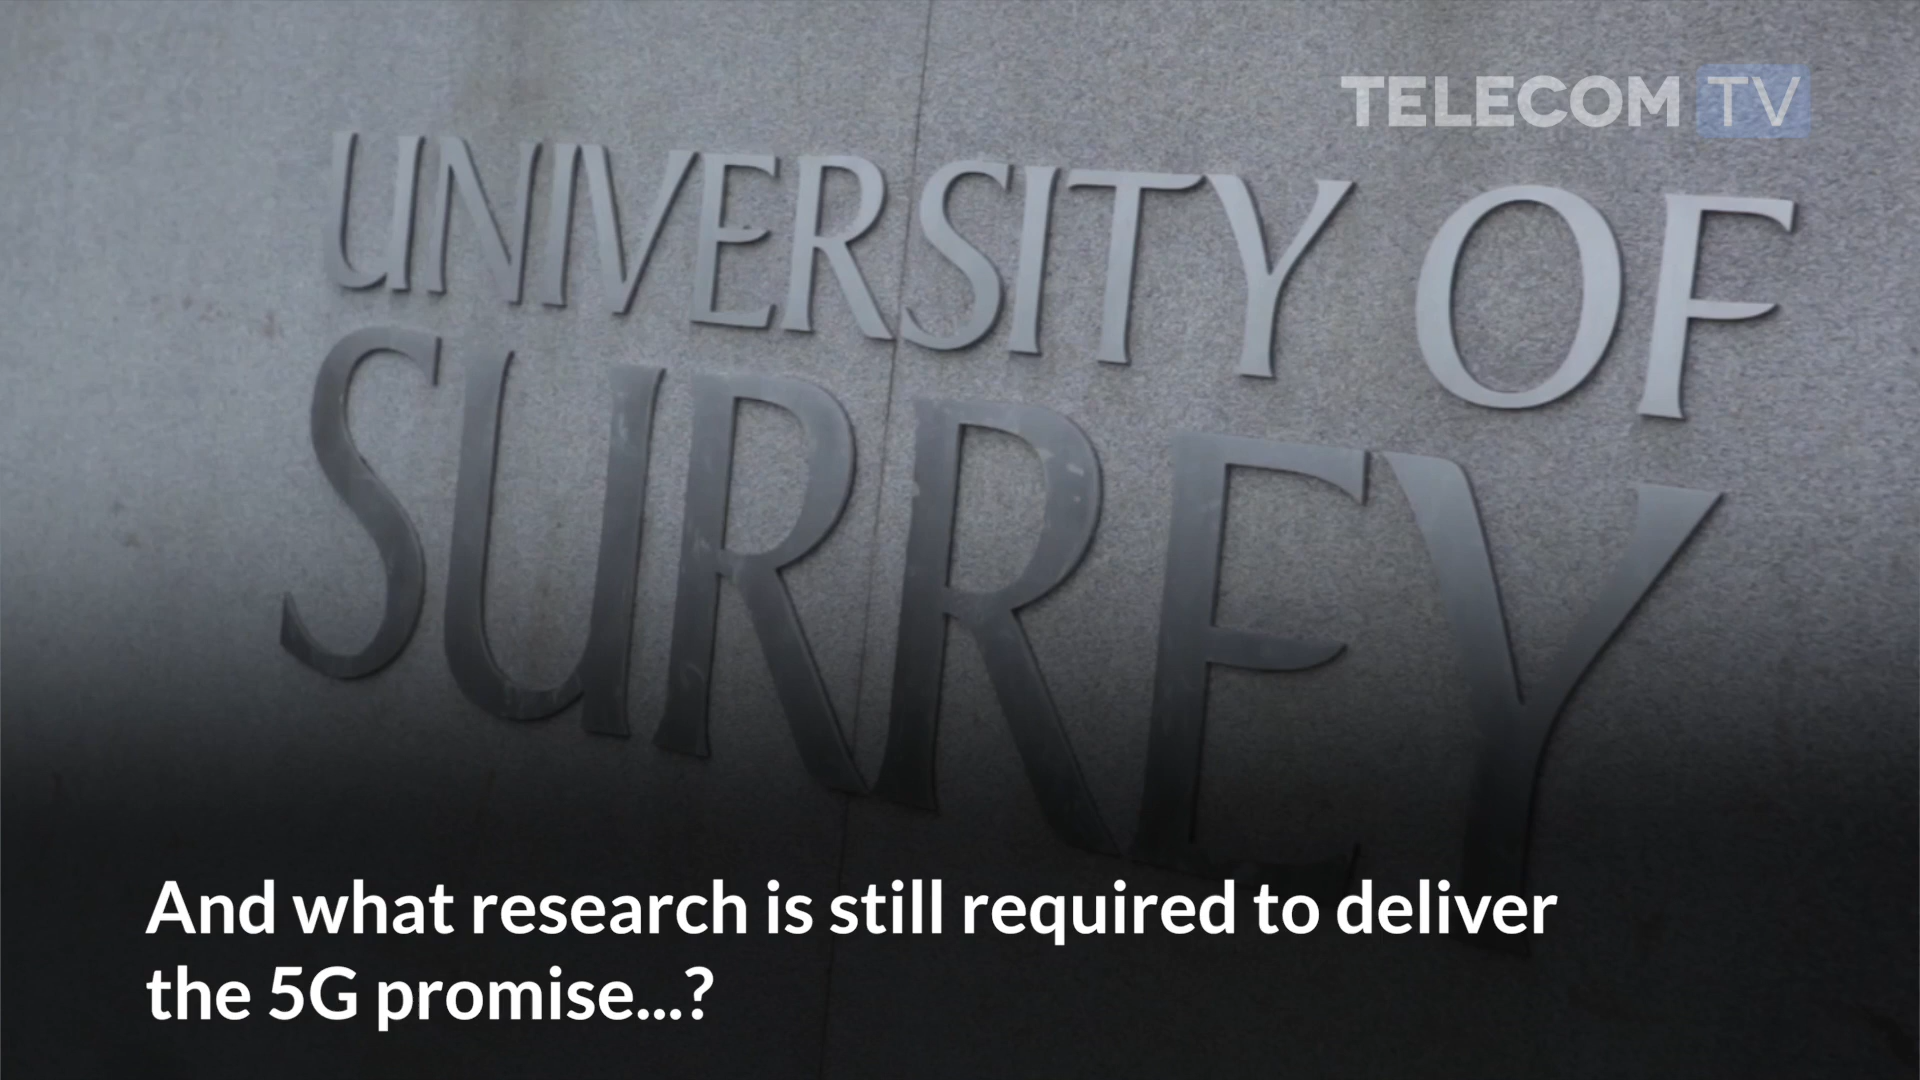 TELECOM TV
UNIVERSITY OF
SURREY
And what research is still required to deliver
the 5G promise...?